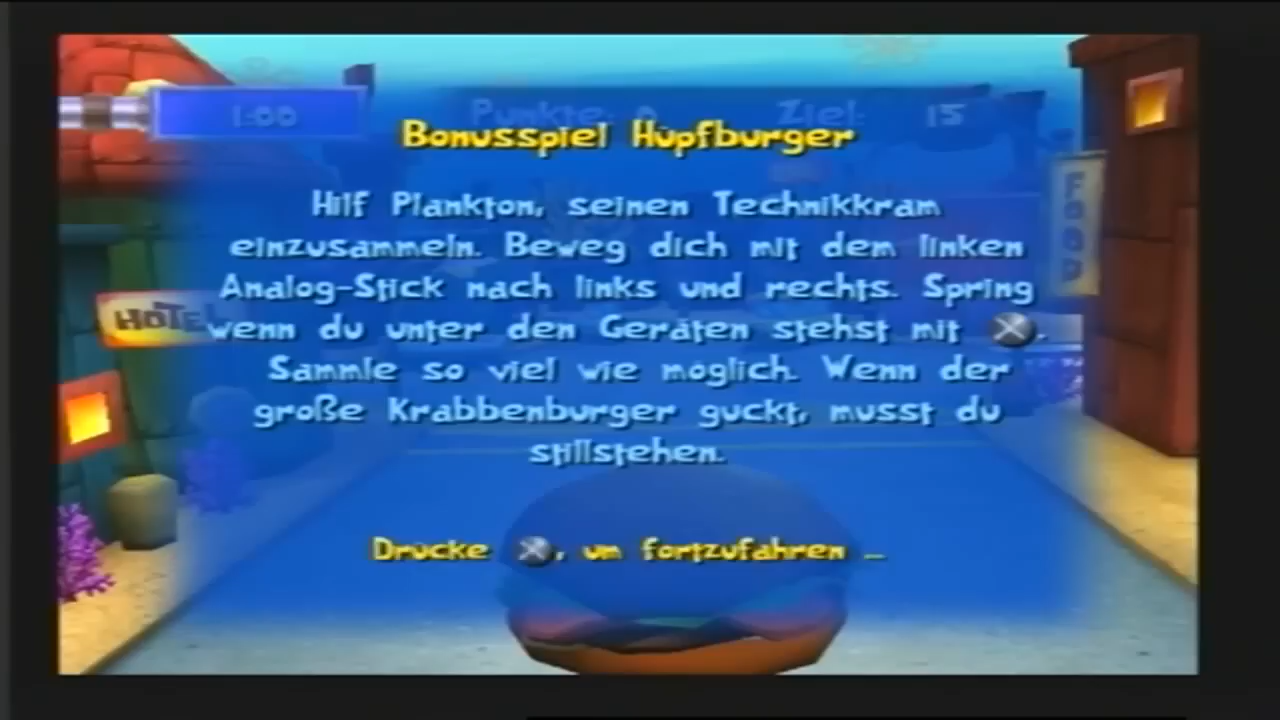 1:00
Punkte: 0 Ziel: 15
Bonusspiel Hüpfburger
Hilf Plankton, seinen Technikkram
einzusammeln. Beweg dich mit dem linken
Analog-Stick nach links und rechts. Spring
wenn du unter den Geräten stehst mit
Sammle so viel wie möglich. Wenn der
große Krabbenburger guckt, musst du
stillstehen.
Drücke , um fortzufahren ...
HOTEL
FOOD